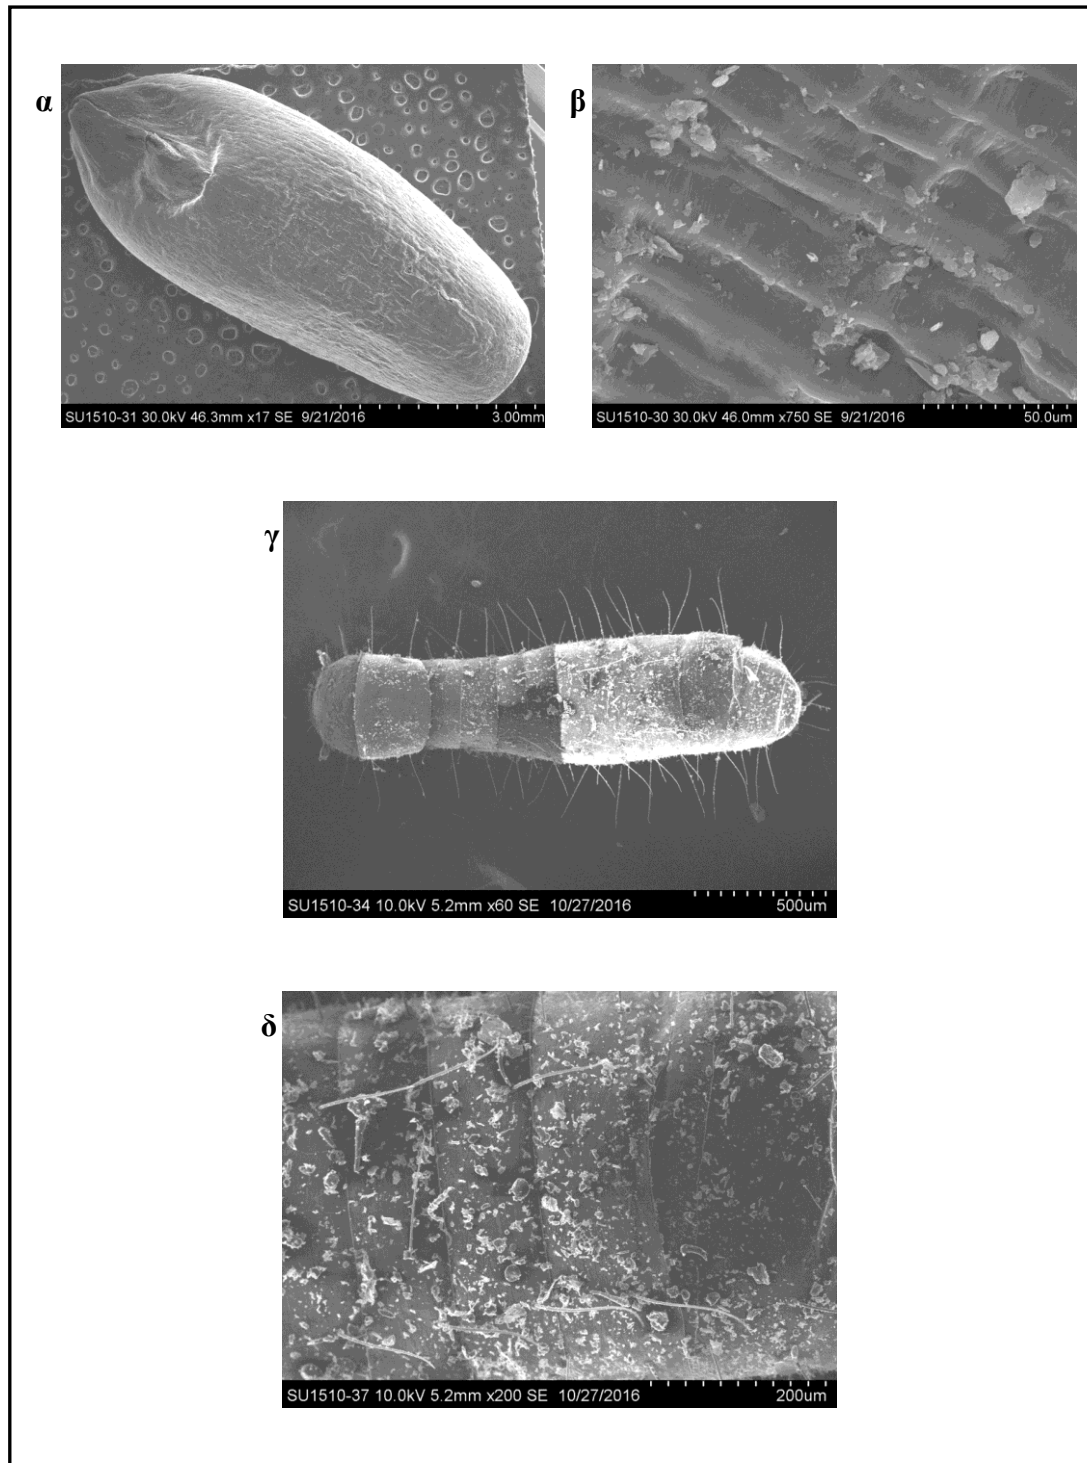 α
β
SU1510-31 30.0kV 46.3mm x17 SE 9/21/2016 3.00mm
SU1510-30 30.0kV 46.0mm x750 SE 9/21/2016 50.0um
γ
SU1510-34 10.0kV 5.2mm x60 SE 10/27/2016 500um
δ
SU1510-37 10.0kV 5.2mm x200 SE 10/27/2016 200um